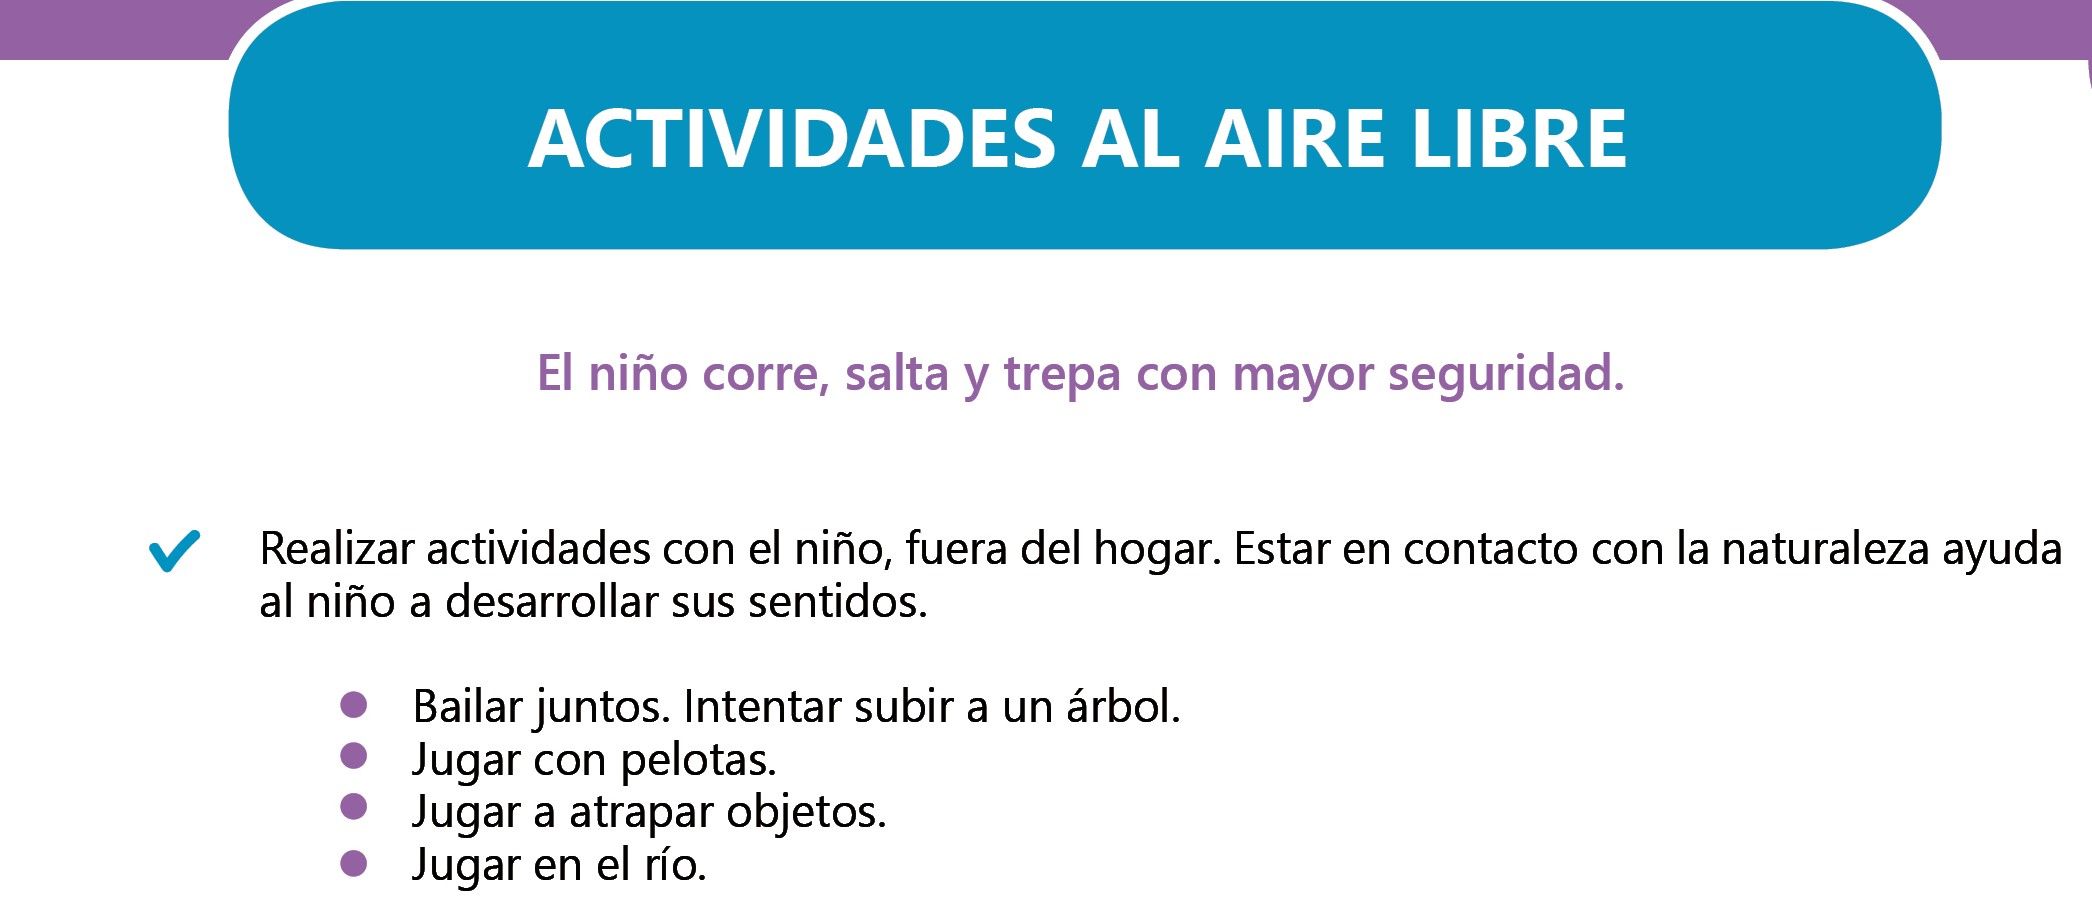 ACTIVIDADES AL AIRE LIBRE
El niño corre, salta y trepa con mayor seguridad.
Realizar actividades con el niño, fuera del hogar. Estar en contacto con la naturaleza ayuda
al niño a desarrollar sus sentidos.
Bailar juntos. Intentar subir a un árbol.
Jugar con pelotas.
Jugar a atrapar objetos.
Jugar en el río.